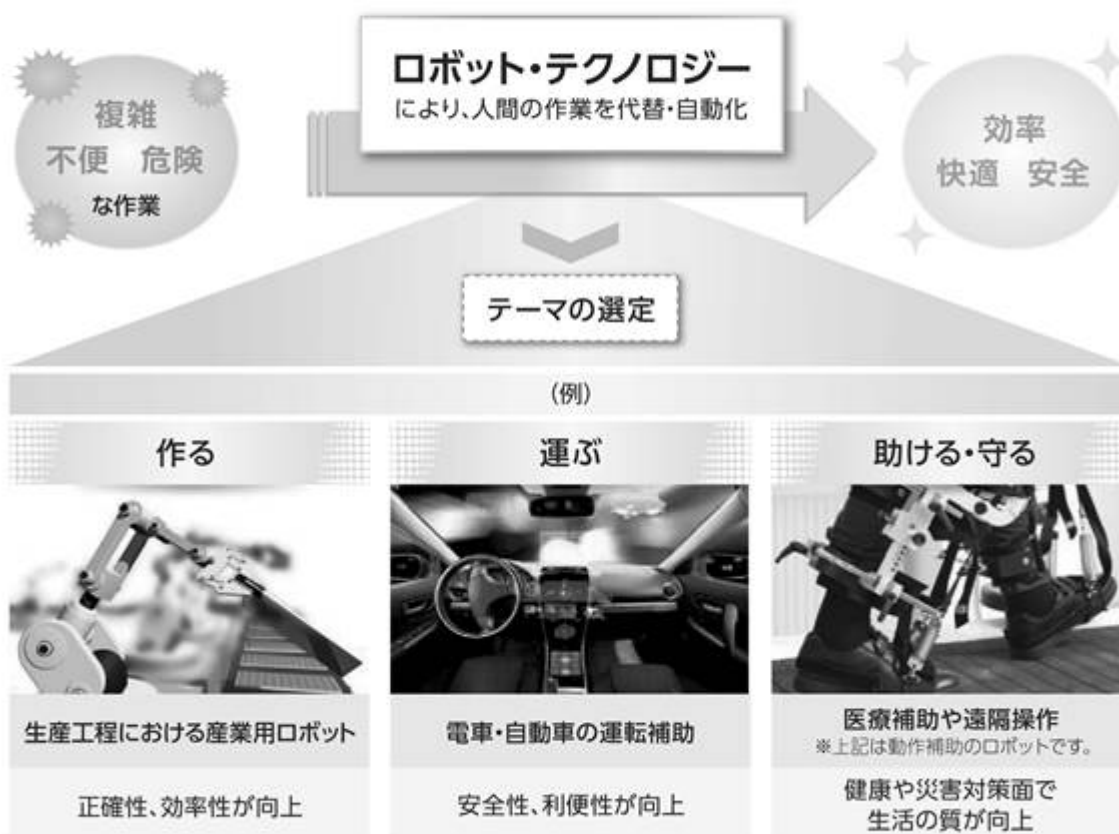 ロボット・テクノロジー
により、人間の作業を代替・自動化
複雑
不便 危険
な作業
効率
快適 安全
テーマの選定
(例)
作る
運ぶ
助ける・守る
生産工程における産業用ロボット
電車・自動車の運転補助
医療補助や遠隔操作
※上記は動作補助のロボットです。
正確性、効率性が向上
安全性、利便性が向上
健康や災害対策面で
生活の質が向上